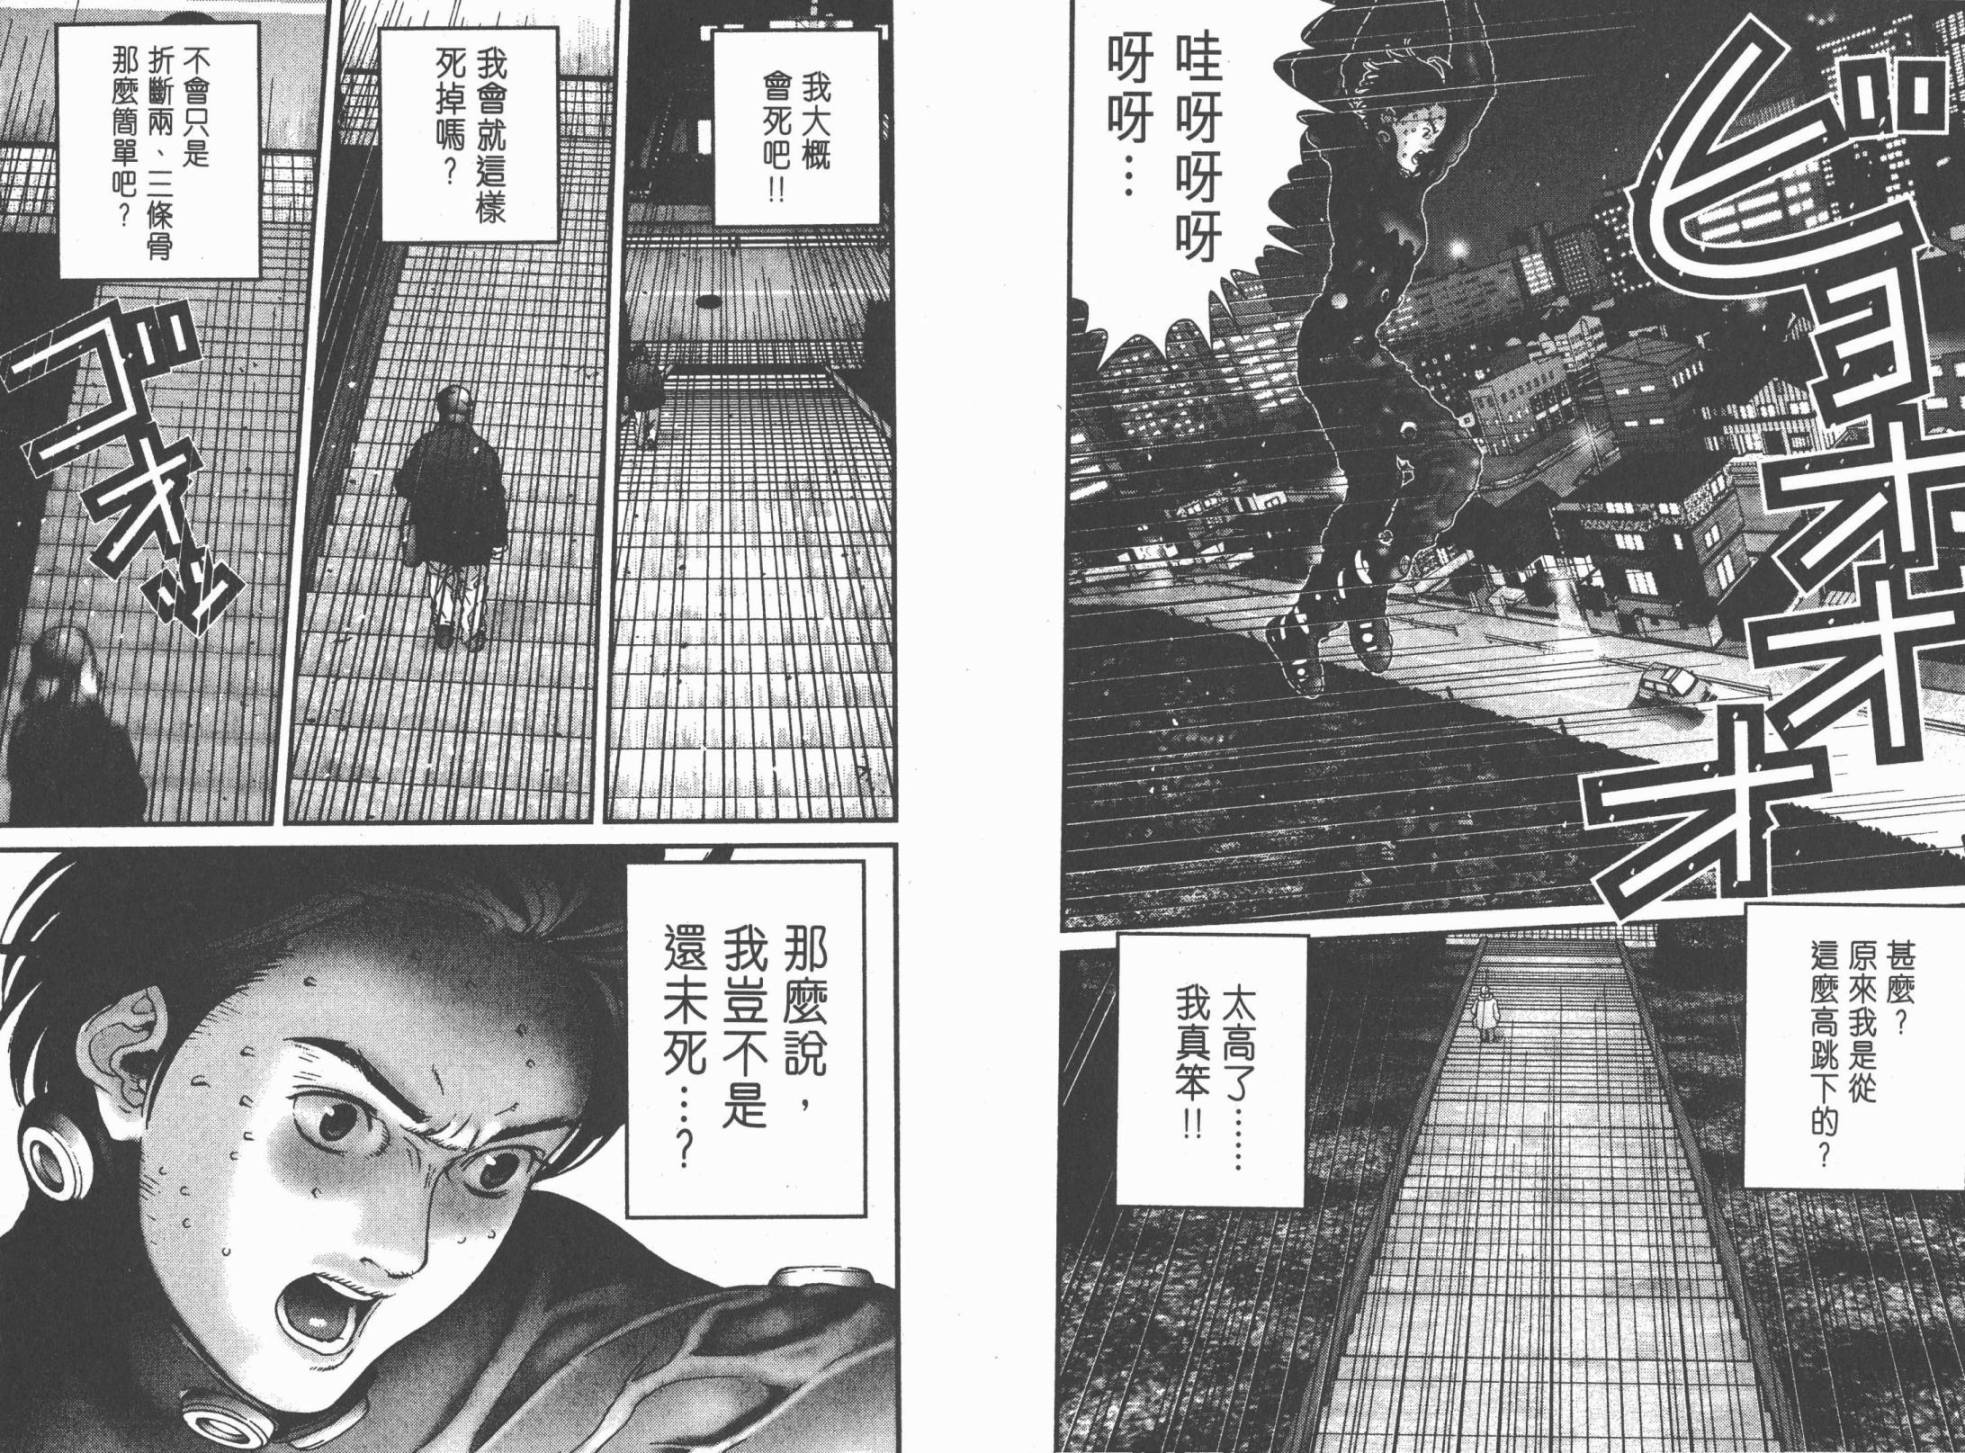 ビョオオオ
哇呀呀呀呀
呀呀…
甚麼？
原來我是從
這麼高跳下的？
太高了……
我真笨!!
我大概
會死吧!!
我會就這樣
死掉嗎？
不會只是
折斷兩、三條骨
那麼簡單吧？
ゴオッ
那麼說，
我豈不是
還未死…？